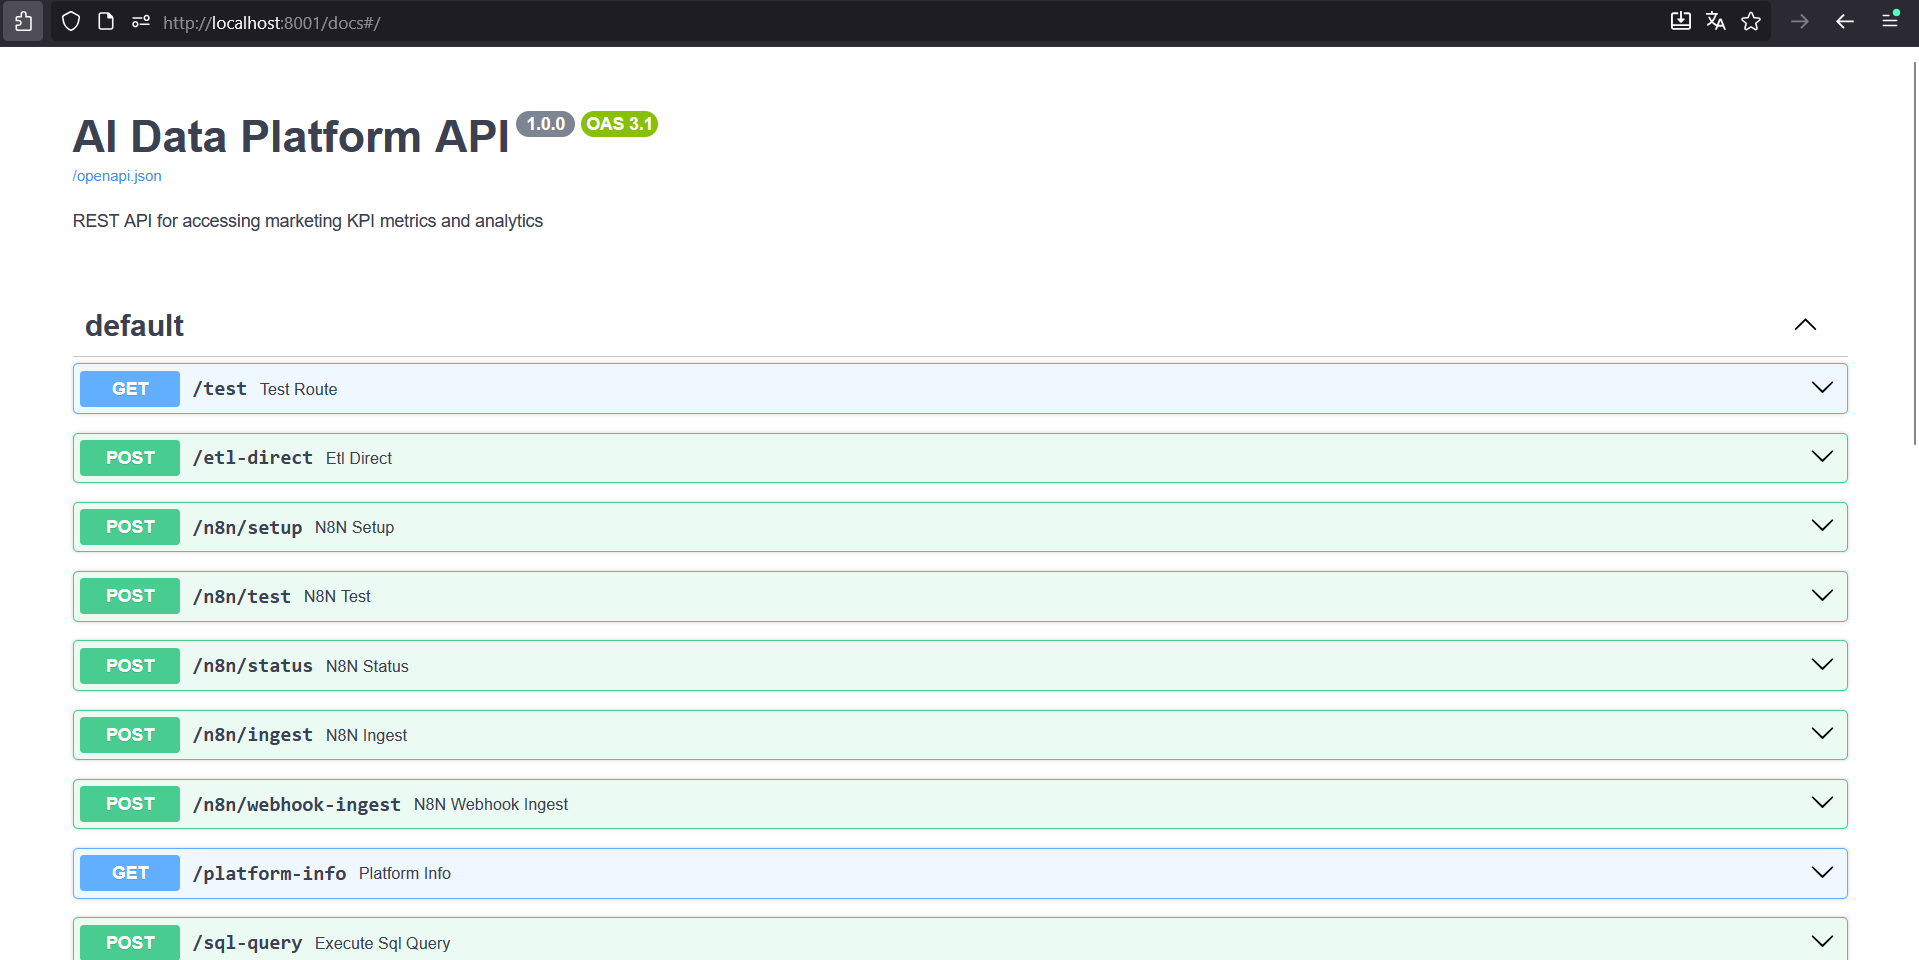 http://localhost:8001/docs#/
AI Data Platform API 1.0.0 OAS 3.1
/openapi.json
REST API for accessing marketing KPI metrics and analytics
default
GET /test Test Route
POST /etl-direct Etl Direct
POST /n8n/setup N8N Setup
POST /n8n/test N8N Test
POST /n8n/status N8N Status
POST /n8n/ingest N8N Ingest
POST /n8n/webhook-ingest N8N Webhook Ingest
GET /platform-info Platform Info
POST /sql-query Execute Sql Query